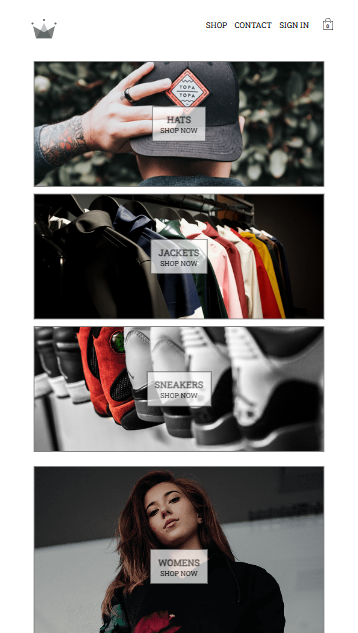 SHOP CONTACT SIGN IN 0
TOPA
TOPA
HATS
SHOP NOW
JACKETS
SHOP NOW
SNEAKERS
SHOP NOW
WOMENS
SHOP NOW